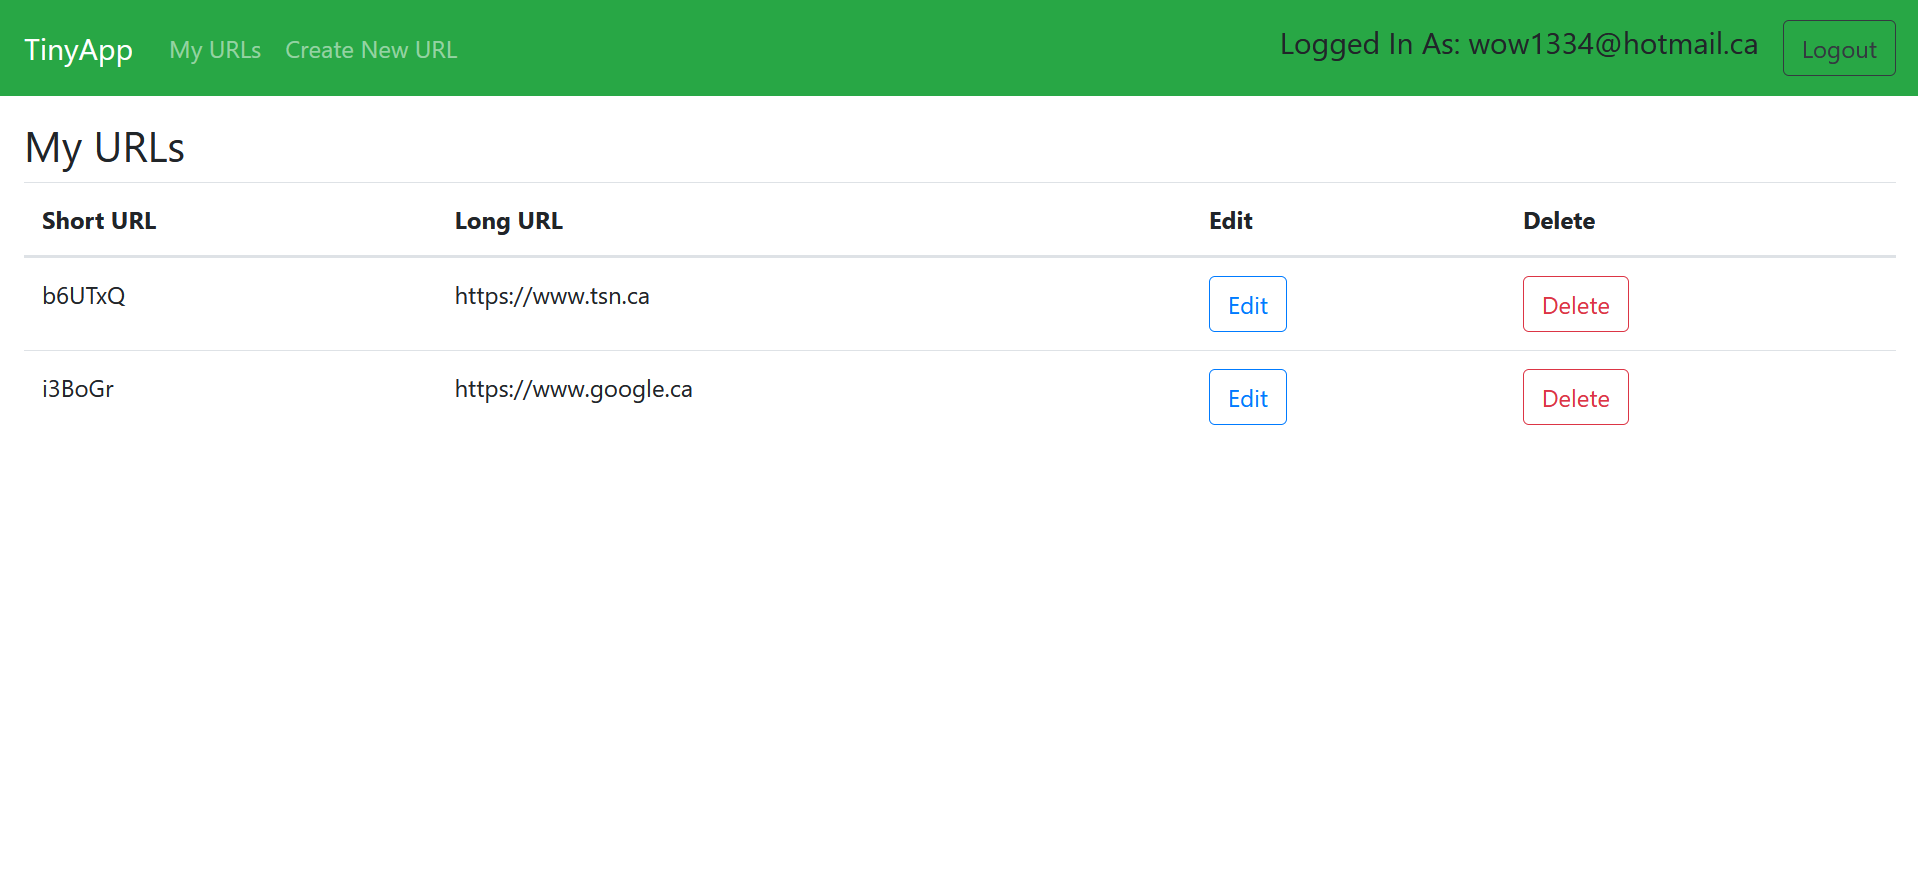 TinyApp My URLs Create New URL Logged In As: wow1334@hotmail.ca Logout
My URLs
Short URL Long URL Edit Delete
b6UTxQ https://www.tsn.ca Edit Delete
i3BoGr https://www.google.ca Edit Delete